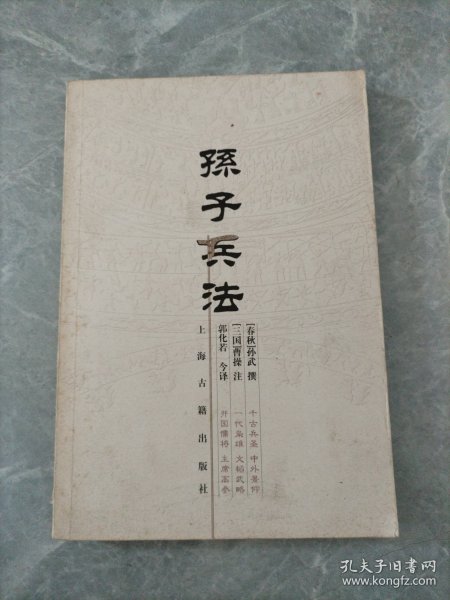 孫子兵法
[春秋]孙武 撰
[三国]曹操 注
郭化若 今译
千古兵圣 中外景仰
一代枭雄 文韬武略
开国儒将 主席高参
上海古籍出版社
孔夫子旧书网
www.kongfz.com